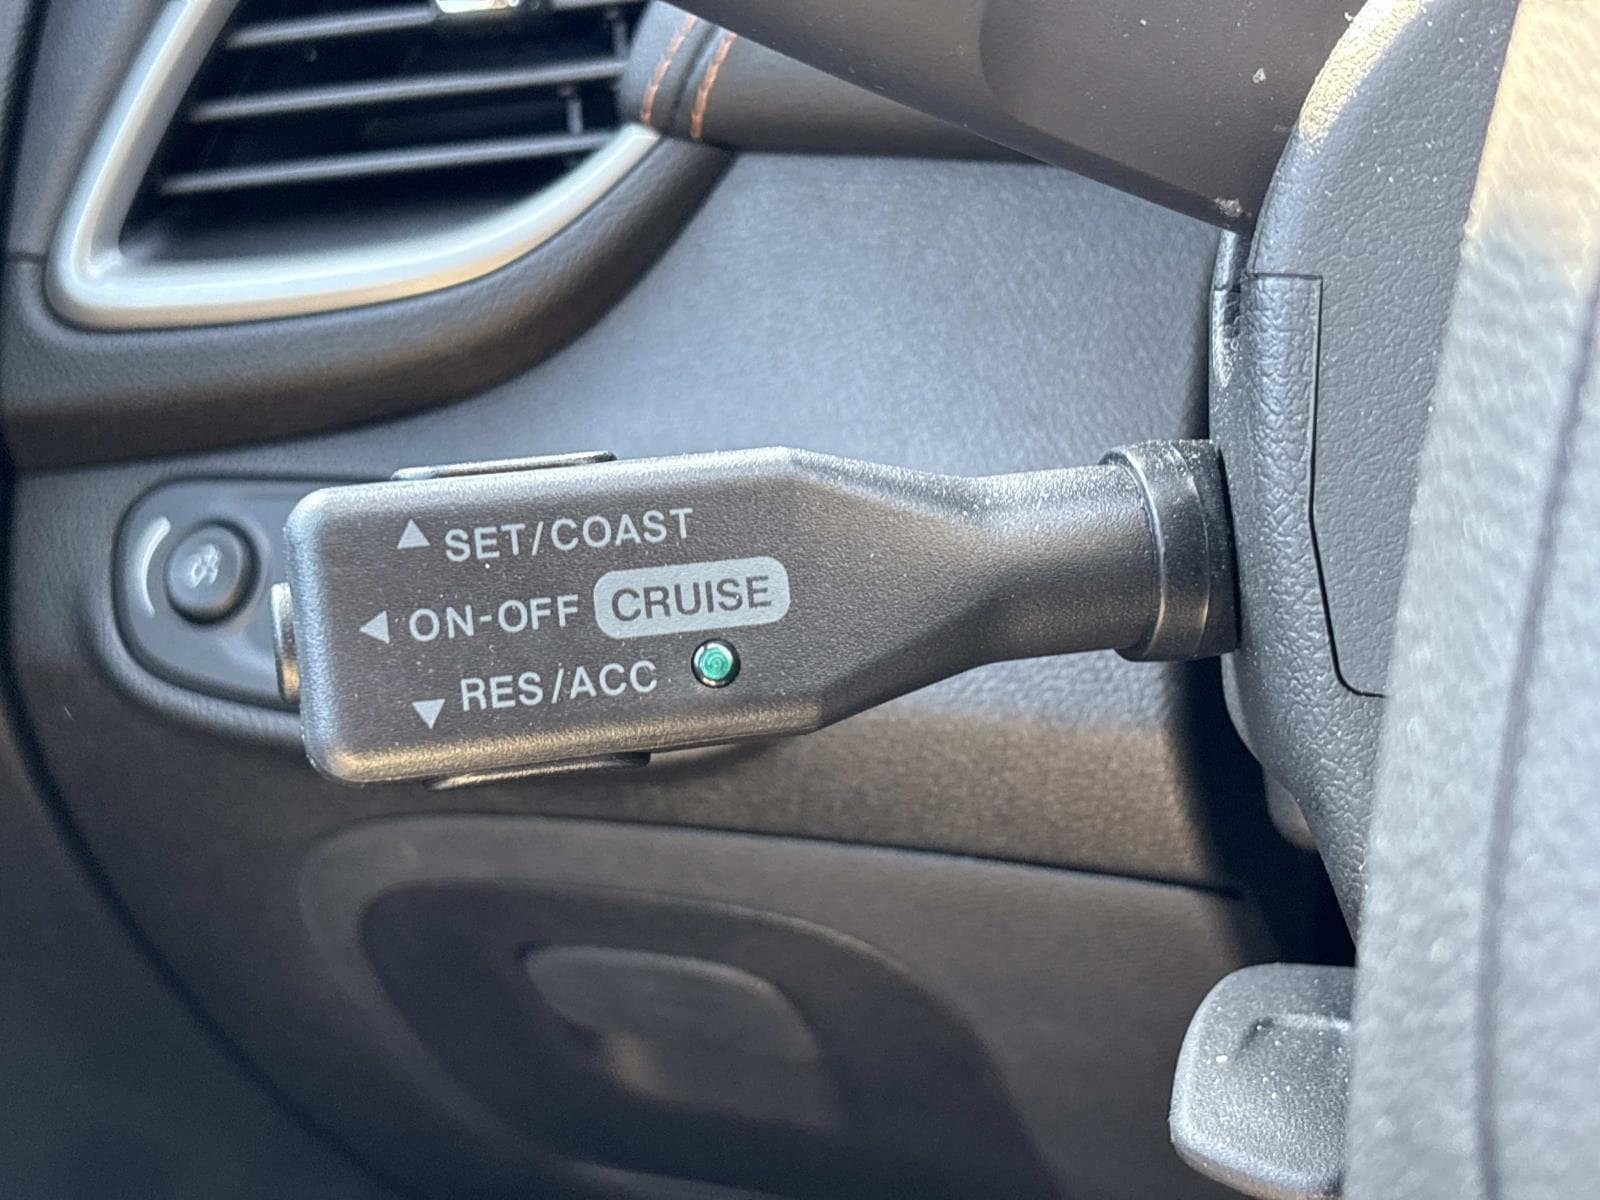 ▲ SET/COAST
◀ ON-OFF CRUISE
▼ RES/ACC